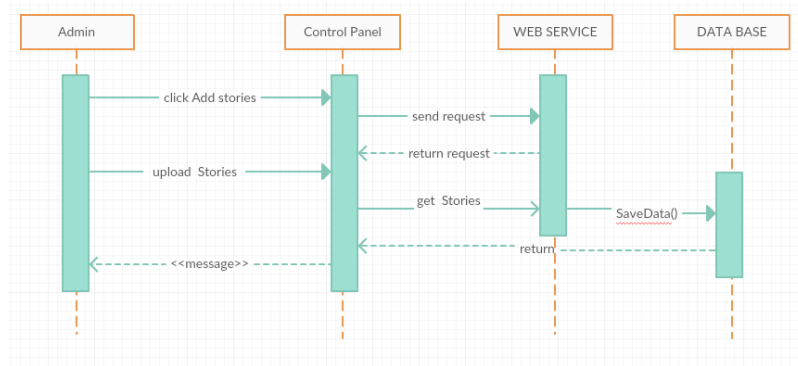 Admin
Control Panel
WEB SERVICE
DATA BASE
click Add stories
send request
return request
upload  Stories
get  Stories
SaveData()
return
<<message>>